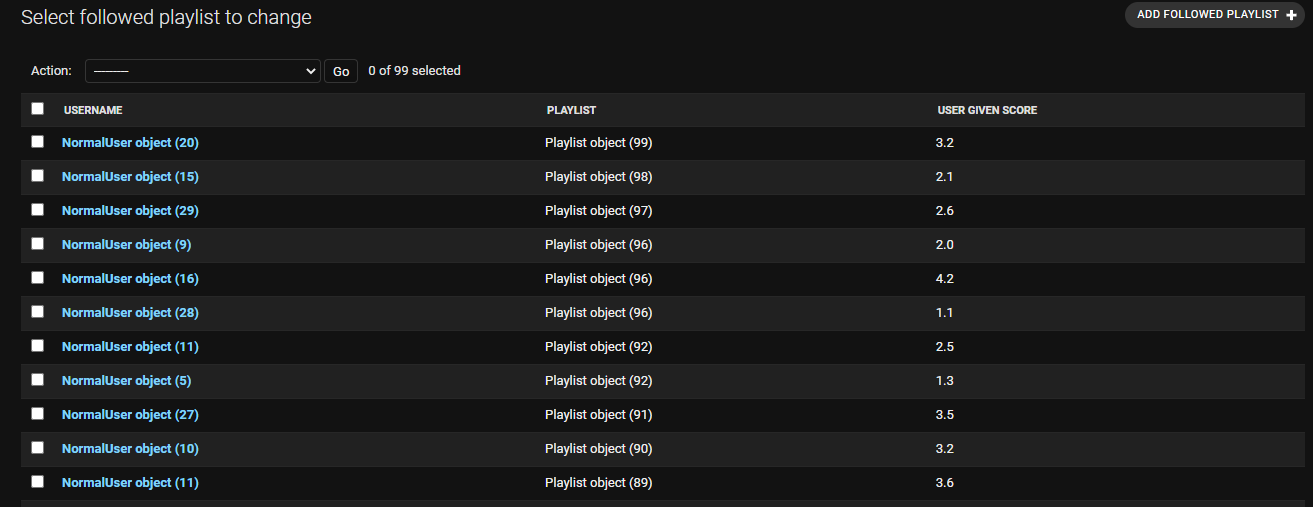 Select followed playlist to change
ADD FOLLOWED PLAYLIST +
Action: --------- Go 0 of 99 selected
USERNAME PLAYLIST USER GIVEN SCORE
NormalUser object (20) Playlist object (99) 3.2
NormalUser object (15) Playlist object (98) 2.1
NormalUser object (29) Playlist object (97) 2.6
NormalUser object (9) Playlist object (96) 2.0
NormalUser object (16) Playlist object (96) 4.2
NormalUser object (28) Playlist object (96) 1.1
NormalUser object (11) Playlist object (92) 2.5
NormalUser object (5) Playlist object (92) 1.3
NormalUser object (27) Playlist object (91) 3.5
NormalUser object (10) Playlist object (90) 3.2
NormalUser object (11) Playlist object (89) 3.6